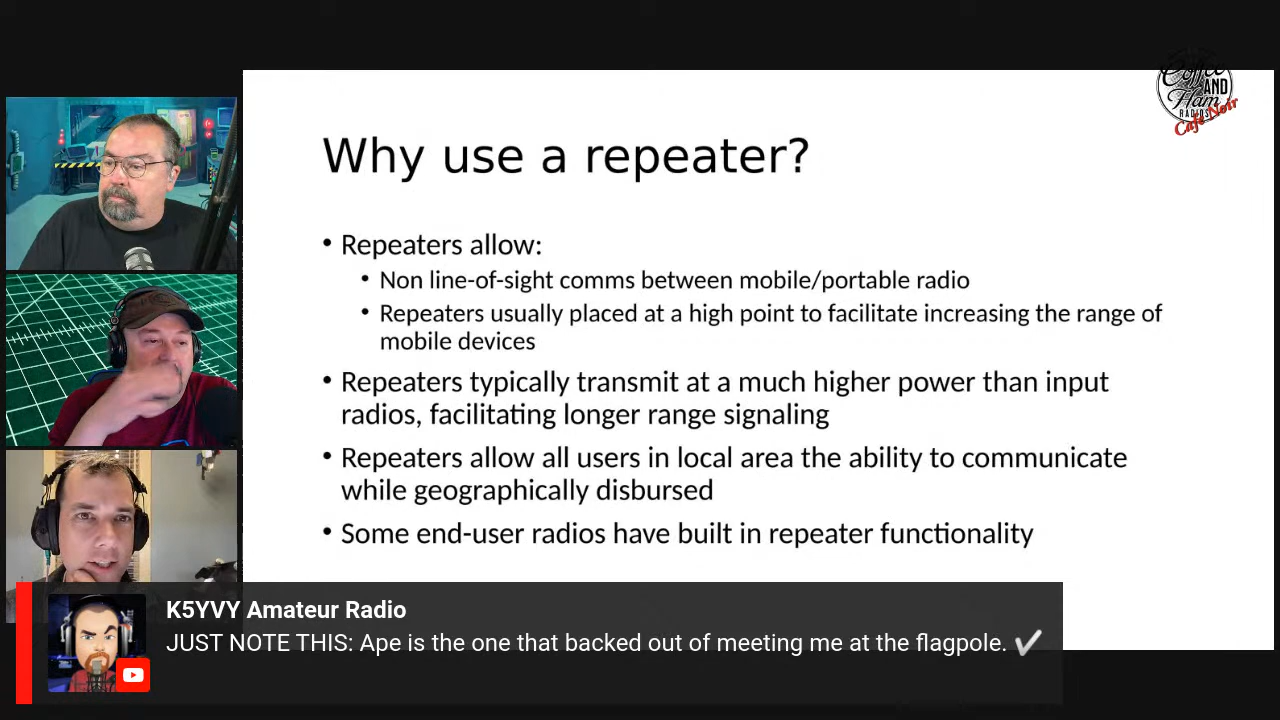 Coffee
AND
Ham
RADIOS
Café Noir
Why use a repeater?
• Repeaters allow:
• Non line-of-sight comms between mobile/portable radio
• Repeaters usually placed at a high point to facilitate increasing the range of
mobile devices
• Repeaters typically transmit at a much higher power than input
radios, facilitating longer range signaling
• Repeaters allow all users in local area the ability to communicate
while geographically disbursed
• Some end-user radios have built in repeater functionality
K5YVY Amateur Radio
JUST NOTE THIS: Ape is the one that backed out of meeting me at the flagpole. ✔